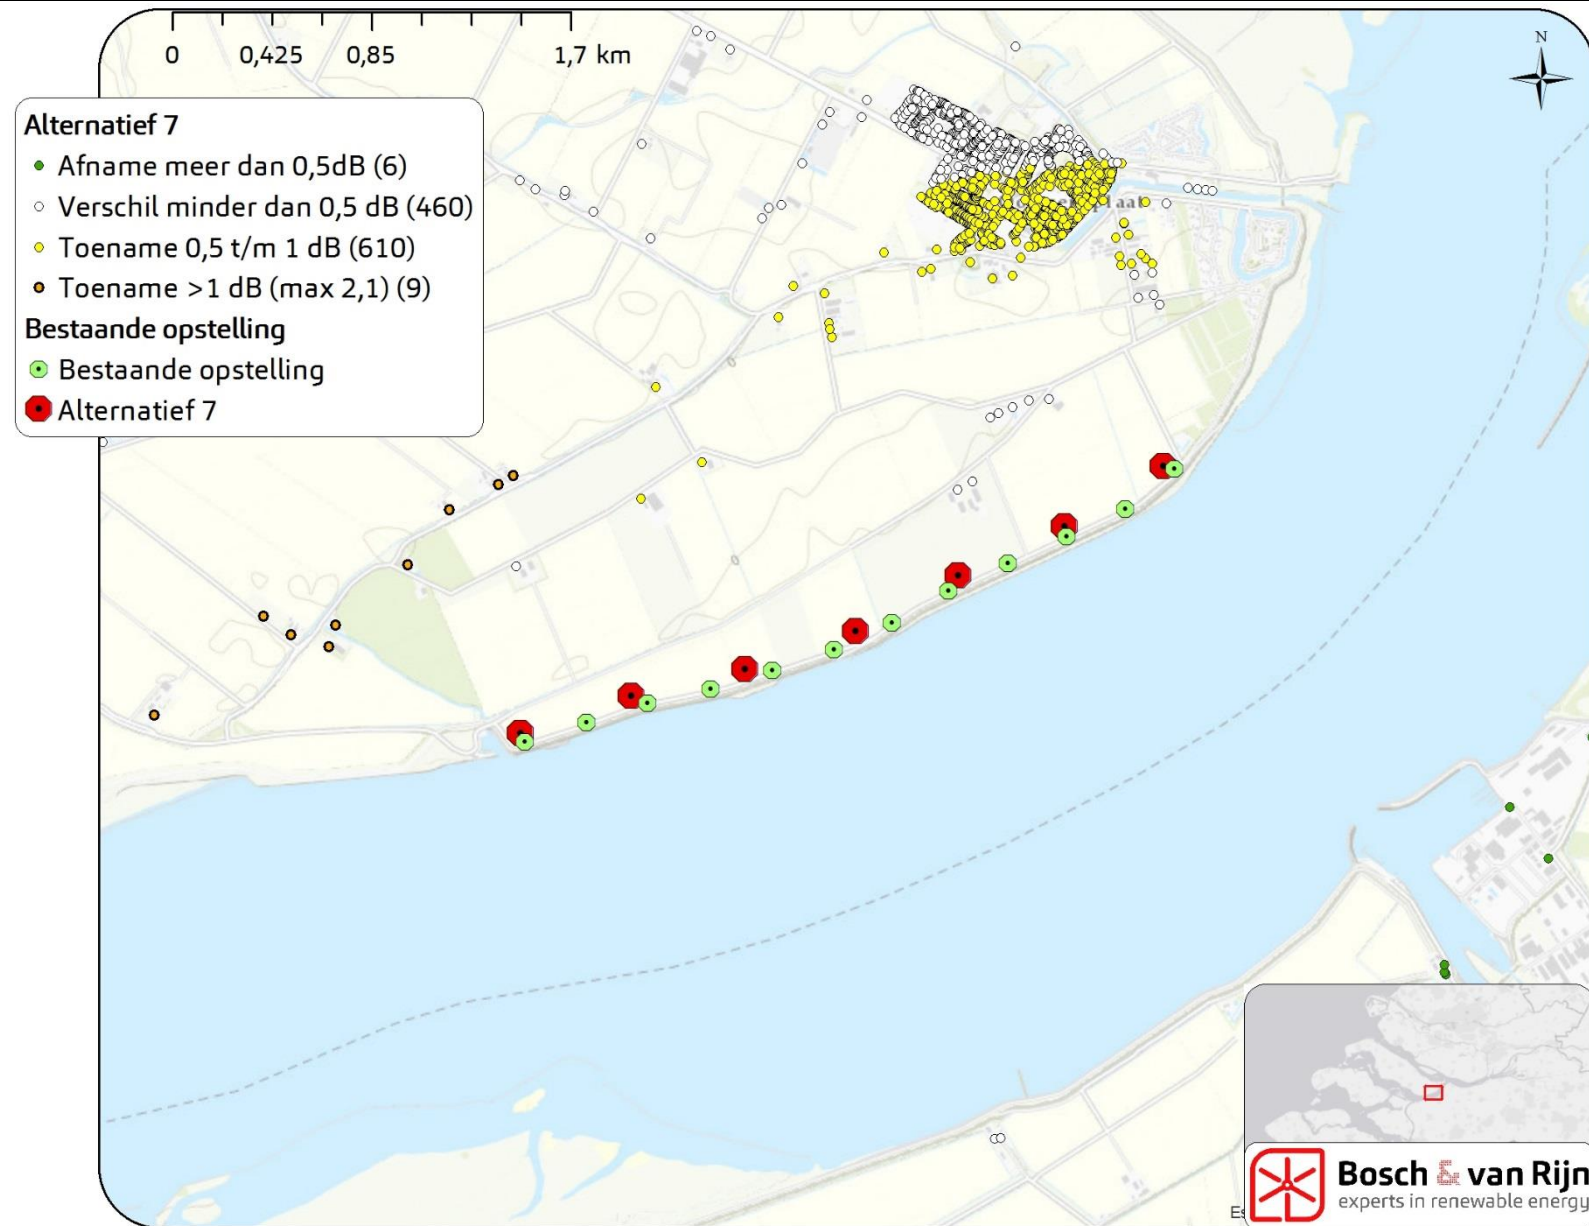 0 0,425 0,85 1,7 km
N
Alternatief 7
Afname meer dan 0,5dB (6)
Verschil minder dan 0,5 dB (460)
Toename 0,5 t/m 1 dB (610)
Toename >1 dB (max 2,1) (9)
Bestaande opstelling
Bestaande opstelling
Alternatief 7
Bosch & van Rijn
experts in renewable energy